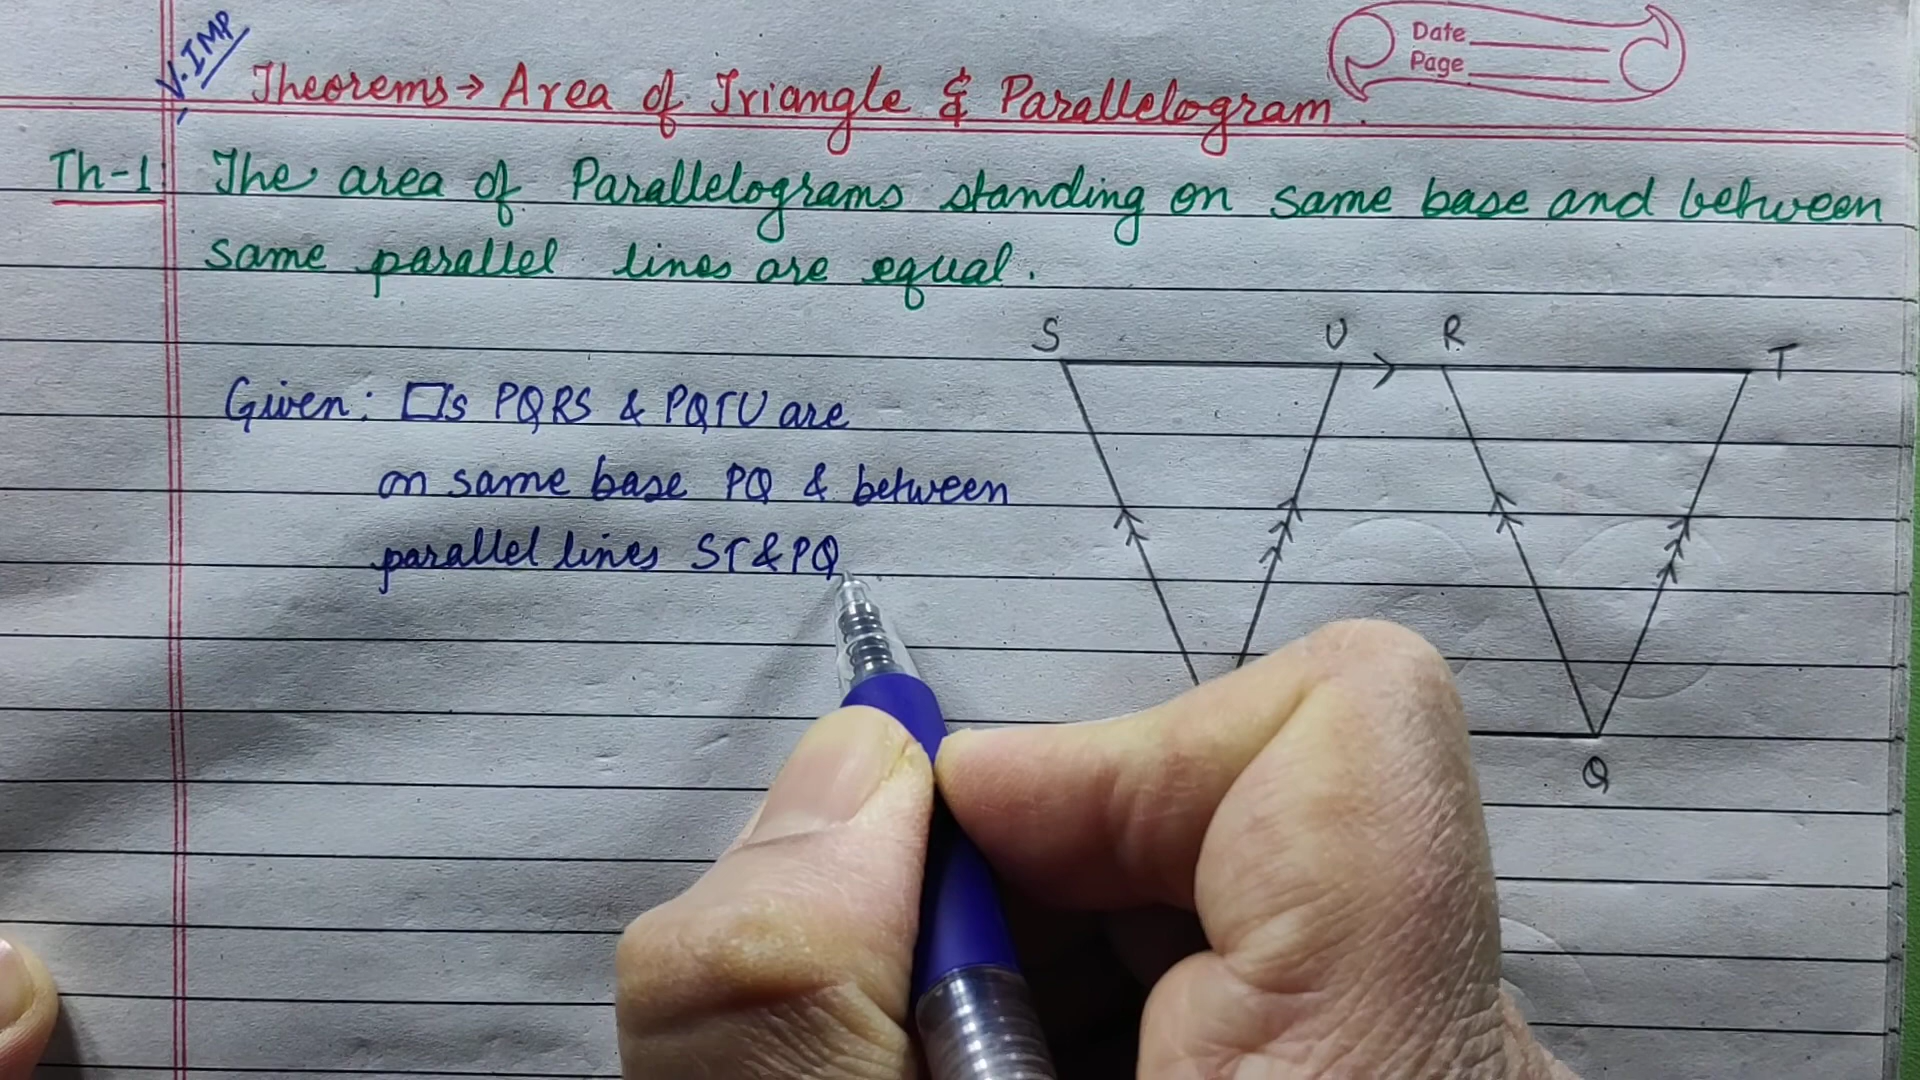 V.IMP
Date
Page
Theorems → Area of Triangle & Parallelogram.
Th-1 The area of Parallelograms standing on same base and between
same parallel lines are equal.
S U R T
Given: ▱s PQRS & PQTU are
on same base PQ & between
parallel lines ST & PQ
Q